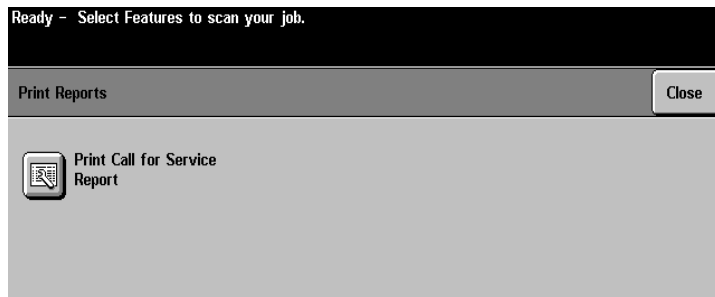 Ready - Select Features to scan your job.
Print Reports
Close
Print Call for Service
Report